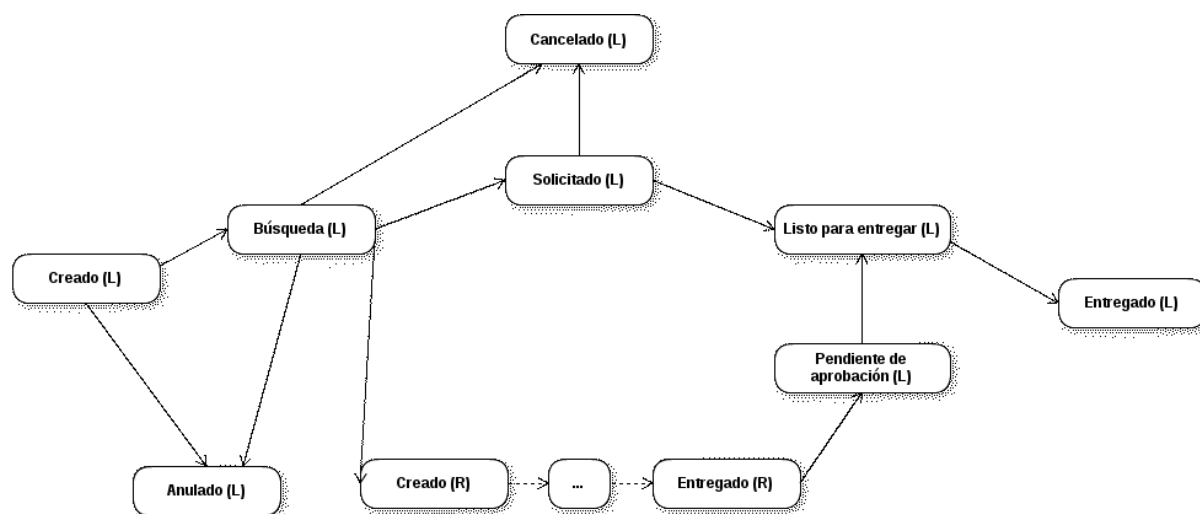 Cancelado (L)
Solicitado (L)
Búsqueda (L)
Listo para entregar (L)
Creado (L)
Entregado (L)
Pendiente de
aprobación (L)
Anulado (L)
Creado (R)
...
Entregado (R)